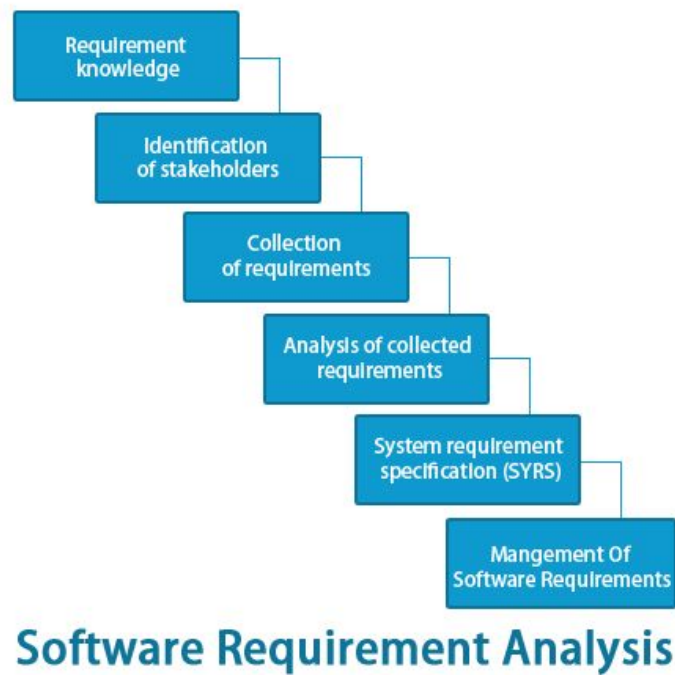 Requirement
knowledge
Identification
of stakeholders
Collection
of requirements
Analysis of collected
requirements
System requirement
specification (SYRS)
Mangement Of
Software Requirements
Software Requirement Analysis